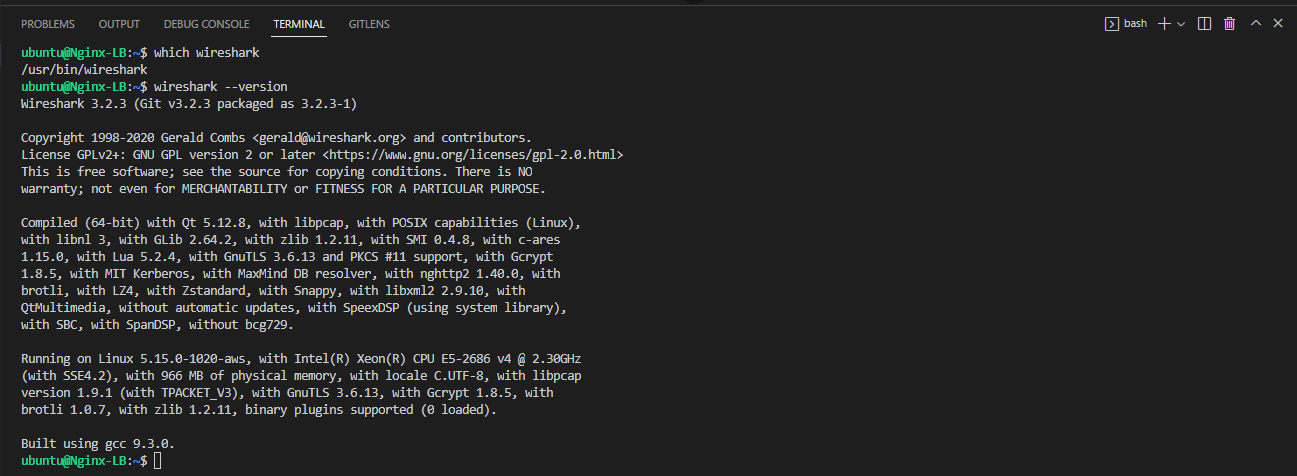 PROBLEMS OUTPUT DEBUG CONSOLE TERMINAL GITLENS bash
ubuntu@Nginx-LB:~$ which wireshark
/usr/bin/wireshark
ubuntu@Nginx-LB:~$ wireshark --version
Wireshark 3.2.3 (Git v3.2.3 packaged as 3.2.3-1)

Copyright 1998-2020 Gerald Combs <gerald@wireshark.org> and contributors.
License GPLv2+: GNU GPL version 2 or later <https://www.gnu.org/licenses/gpl-2.0.html>
This is free software; see the source for copying conditions. There is NO
warranty; not even for MERCHANTABILITY or FITNESS FOR A PARTICULAR PURPOSE.

Compiled (64-bit) with Qt 5.12.8, with libpcap, with POSIX capabilities (Linux),
with libnl 3, with GLib 2.64.2, with zlib 1.2.11, with SMI 0.4.8, with c-ares
1.15.0, with Lua 5.2.4, with GnuTLS 3.6.13 and PKCS #11 support, with Gcrypt
1.8.5, with MIT Kerberos, with MaxMind DB resolver, with nghttp2 1.40.0, with
brotli, with LZ4, with Zstandard, with Snappy, with libxml2 2.9.10, with
QtMultimedia, without automatic updates, with SpeexDSP (using system library),
with SBC, with SpanDSP, without bcg729.

Running on Linux 5.15.0-1020-aws, with Intel(R) Xeon(R) CPU E5-2686 v4 @ 2.30GHz
(with SSE4.2), with 966 MB of physical memory, with locale C.UTF-8, with libpcap
version 1.9.1 (with TPACKET_V3), with GnuTLS 3.6.13, with Gcrypt 1.8.5, with
brotli 1.0.7, with zlib 1.2.11, binary plugins supported (0 loaded).

Built using gcc 9.3.0.
ubuntu@Nginx-LB:~$